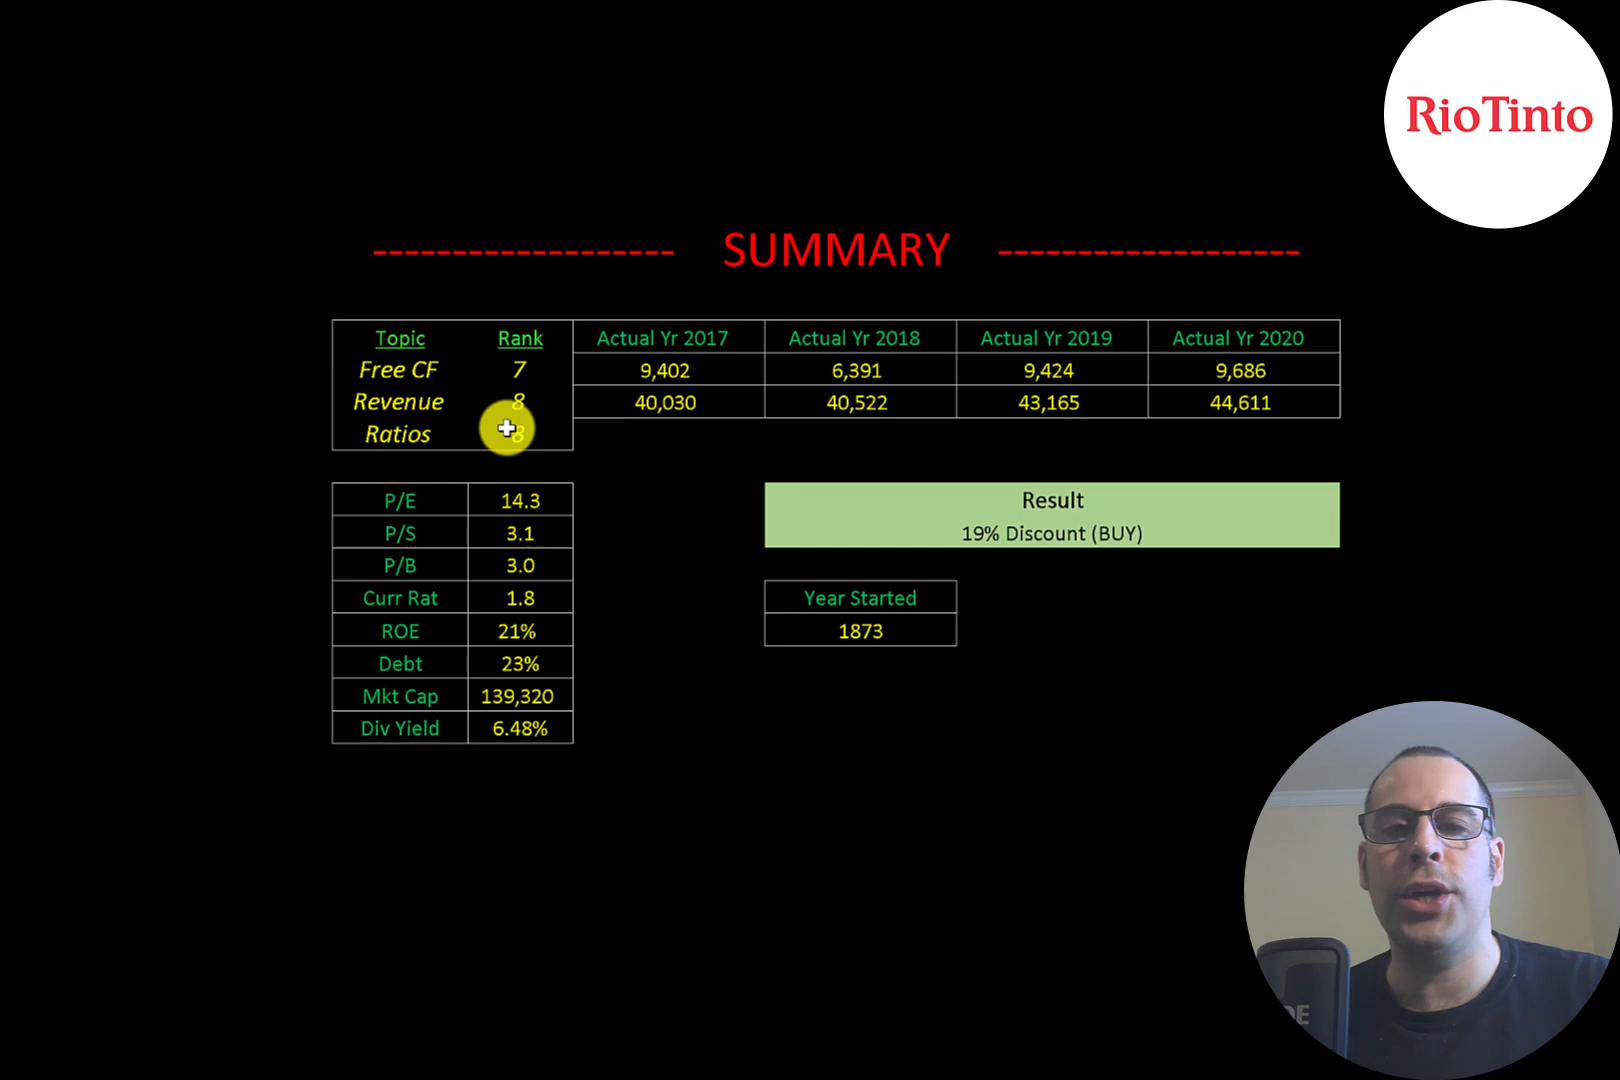 RioTinto
------------------- SUMMARY -------------------
Topic Rank Actual Yr 2017 Actual Yr 2018 Actual Yr 2019 Actual Yr 2020
Free CF 7 9,402 6,391 9,424 9,686
Revenue 8 40,030 40,522 43,165 44,611
Ratios 8
P/E 14.3
P/S 3.1
P/B 3.0
Curr Rat 1.8
ROE 21%
Debt 23%
Mkt Cap 139,320
Div Yield 6.48%
Result
19% Discount (BUY)
Year Started
1873